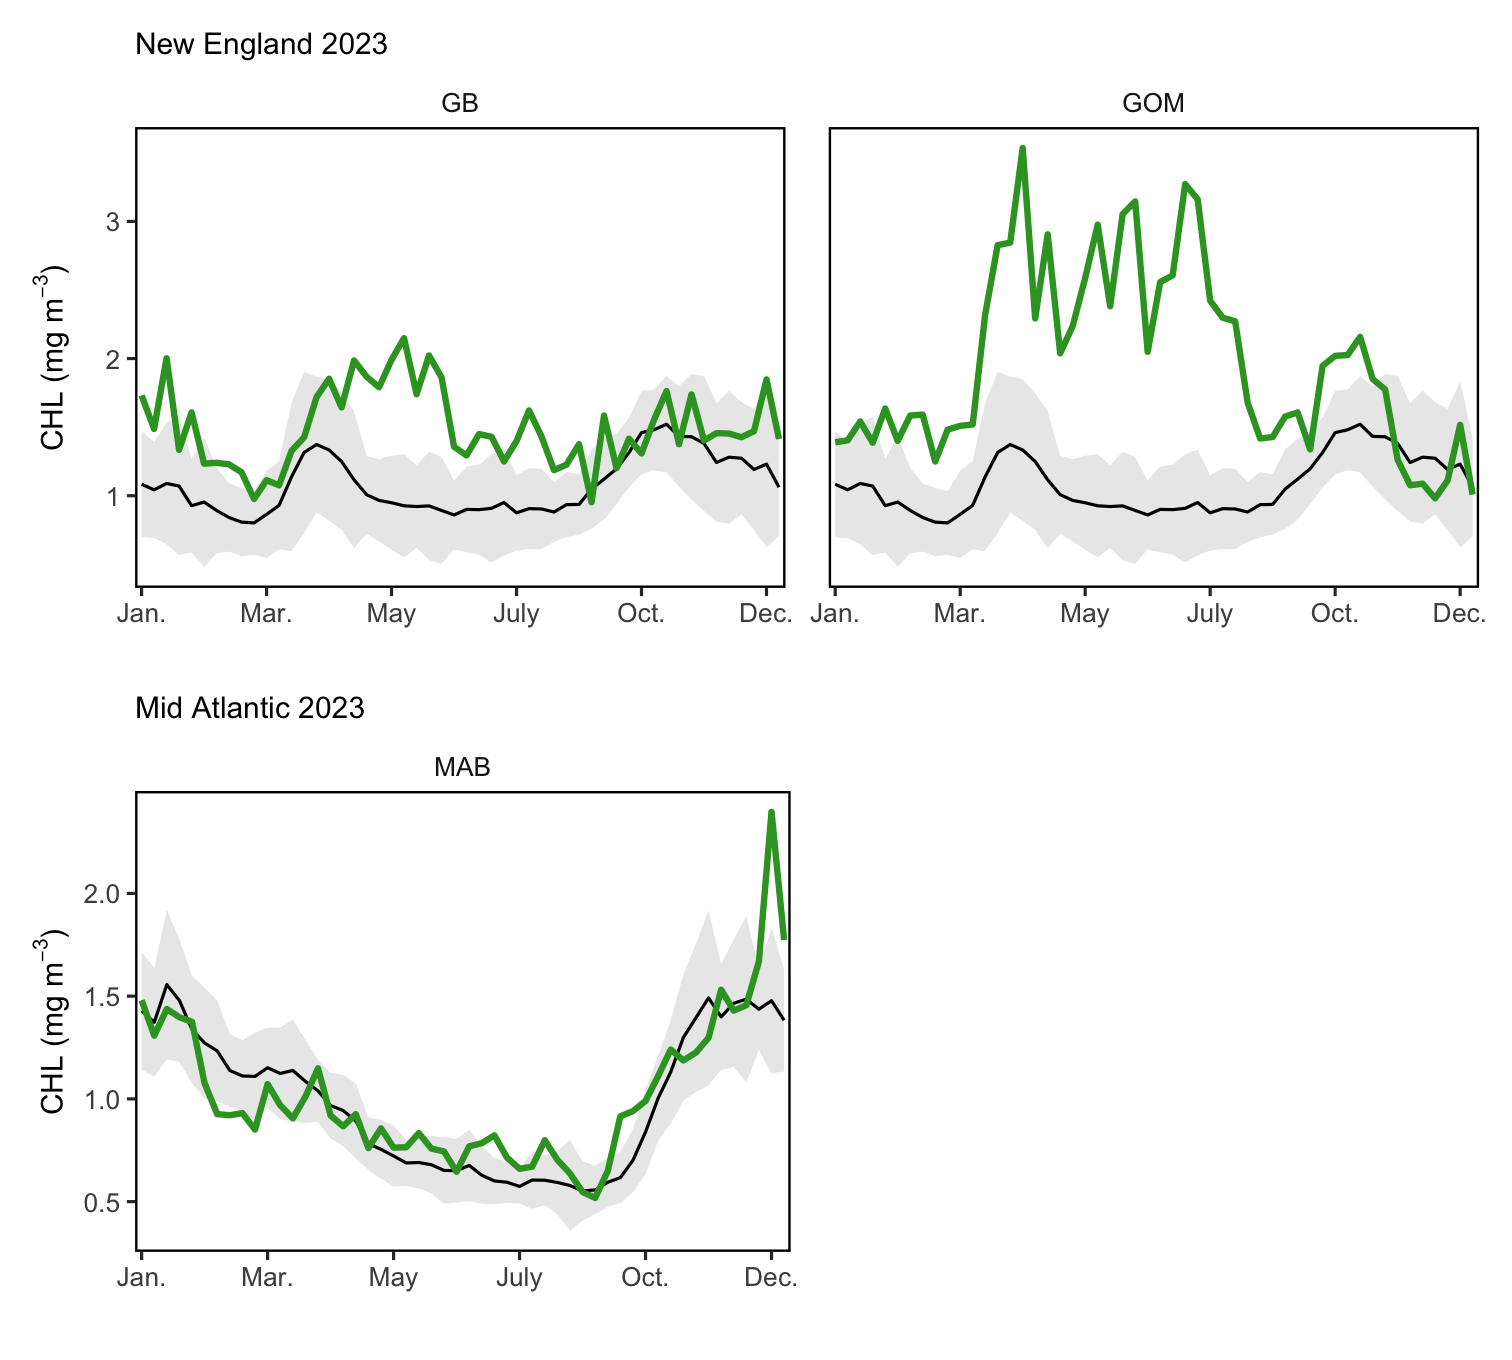 New England 2023
GB
GOM
CHL (mg m⁻³)
3
2
1
Jan. Mar. May July Oct. Dec.
Jan. Mar. May July Oct. Dec.
Mid Atlantic 2023
MAB
CHL (mg m⁻³)
2.0
1.5
1.0
0.5
Jan. Mar. May July Oct. Dec.